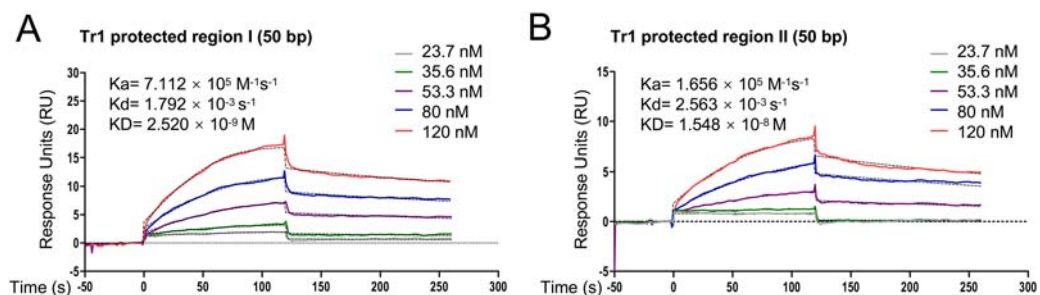 A
Tr1 protected region I (50 bp)
Ka= 7.112 × 10⁵ M⁻¹s⁻¹
Kd= 1.792 × 10⁻³ s⁻¹
KD= 2.520 × 10⁻⁹ M
23.7 nM
35.6 nM
53.3 nM
80 nM
120 nM
Response Units (RU)
30
25
20
15
10
5
0
-5
Time (s)
-50
0
50
100
150
200
250
300
B
Tr1 protected region II (50 bp)
Ka= 1.656 × 10⁵ M⁻¹s⁻¹
Kd= 2.563 × 10⁻³ s⁻¹
KD= 1.548 × 10⁻⁸ M
23.7 nM
35.6 nM
53.3 nM
80 nM
120 nM
Response Units (RU)
15
10
5
0
-5
Time (s)
-50
0
50
100
150
200
250
300